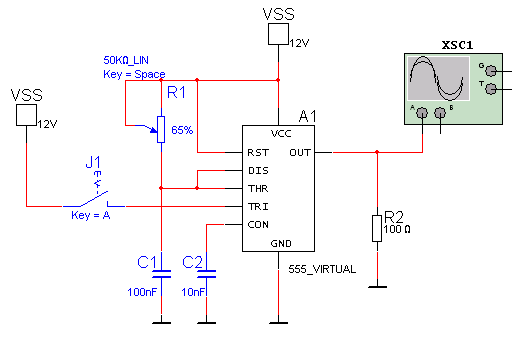 VSS
12V
XSC1
G
T
A
B
50KΩ_LIN
Key = Space
R1
65%
VSS
12V
A1
VCC
RST
OUT
DIS
THR
TRI
CON
GND
555_VIRTUAL
J1
Key = A
R2
100 Ω
C1
100nF
C2
10nF